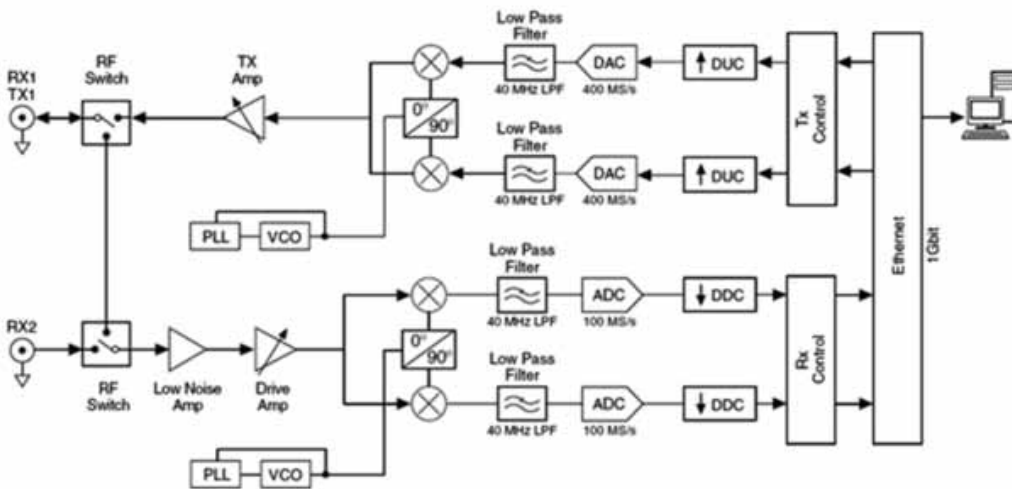 RX1
TX1
RF
Switch
TX
Amp
0°
90°
Low Pass
Filter
40 MHz LPF
DAC
400 MS/s
↑ DUC
Low Pass
Filter
40 MHz LPF
DAC
400 MS/s
↑ DUC
Tx
Control
PLL
VCO
Ethernet
1Gbit
RX2
RF
Switch
Low Noise
Amp
Drive
Amp
0°
90°
Low Pass
Filter
40 MHz LPF
ADC
100 MS/s
↓ DDC
Low Pass
Filter
40 MHz LPF
ADC
100 MS/s
↓ DDC
Rx
Control
PLL
VCO